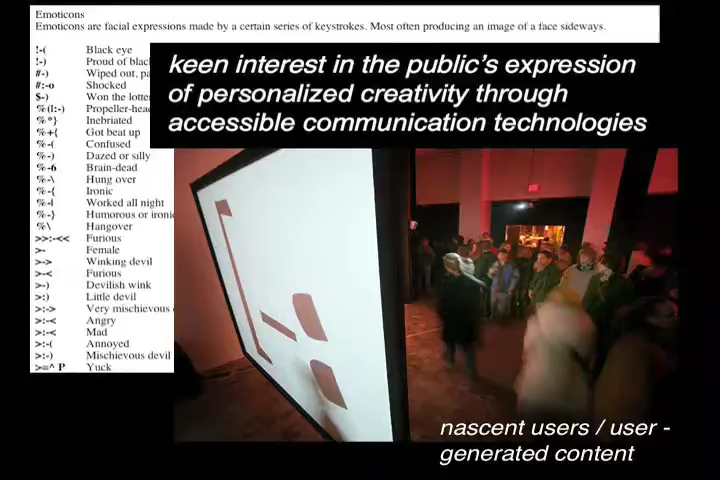 Emoticons
Emoticons are facial expressions made by a certain series of keystrokes. Most often producing an image of a face sideways.
!-( Black eye
!-) Proud of
#-) Wiped out,
#:-o Shocked
$-) Won the
%(|:-) Propeller-head
%*} Inebriated
%+{ Got beat up
%-( Confused
%-) Dazed or silly
%-6 Brain-dead
%-\ Hung over
%-{ Ironic
%-| Worked all night
%-} Humorous or ironic
%\ Hangover
>>:-<< Furious
>- Female
>-> Winking devil
>-< Furious
>-) Devilish wink
>:) Little devil
>:-> Very mischievous
>:-< Angry
>:-< Mad
>:-( Annoyed
>:-) Mischievous devil
>=^ P Yuck
keen interest in the public's expression
of personalized creativity through
accessible communication technologies
nascent users / user -
generated content